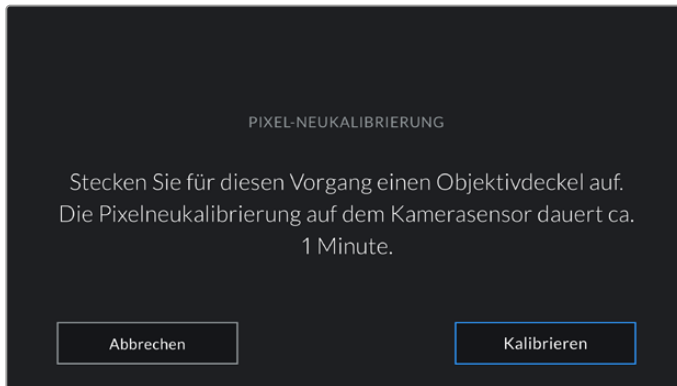 PIXEL-NEUKALIBRIERUNG
Stecken Sie für diesen Vorgang einen Objektivdeckel auf.
Die Pixelneukalibrierung auf dem Kamerasensor dauert ca.
1 Minute.
Abbrechen
Kalibrieren